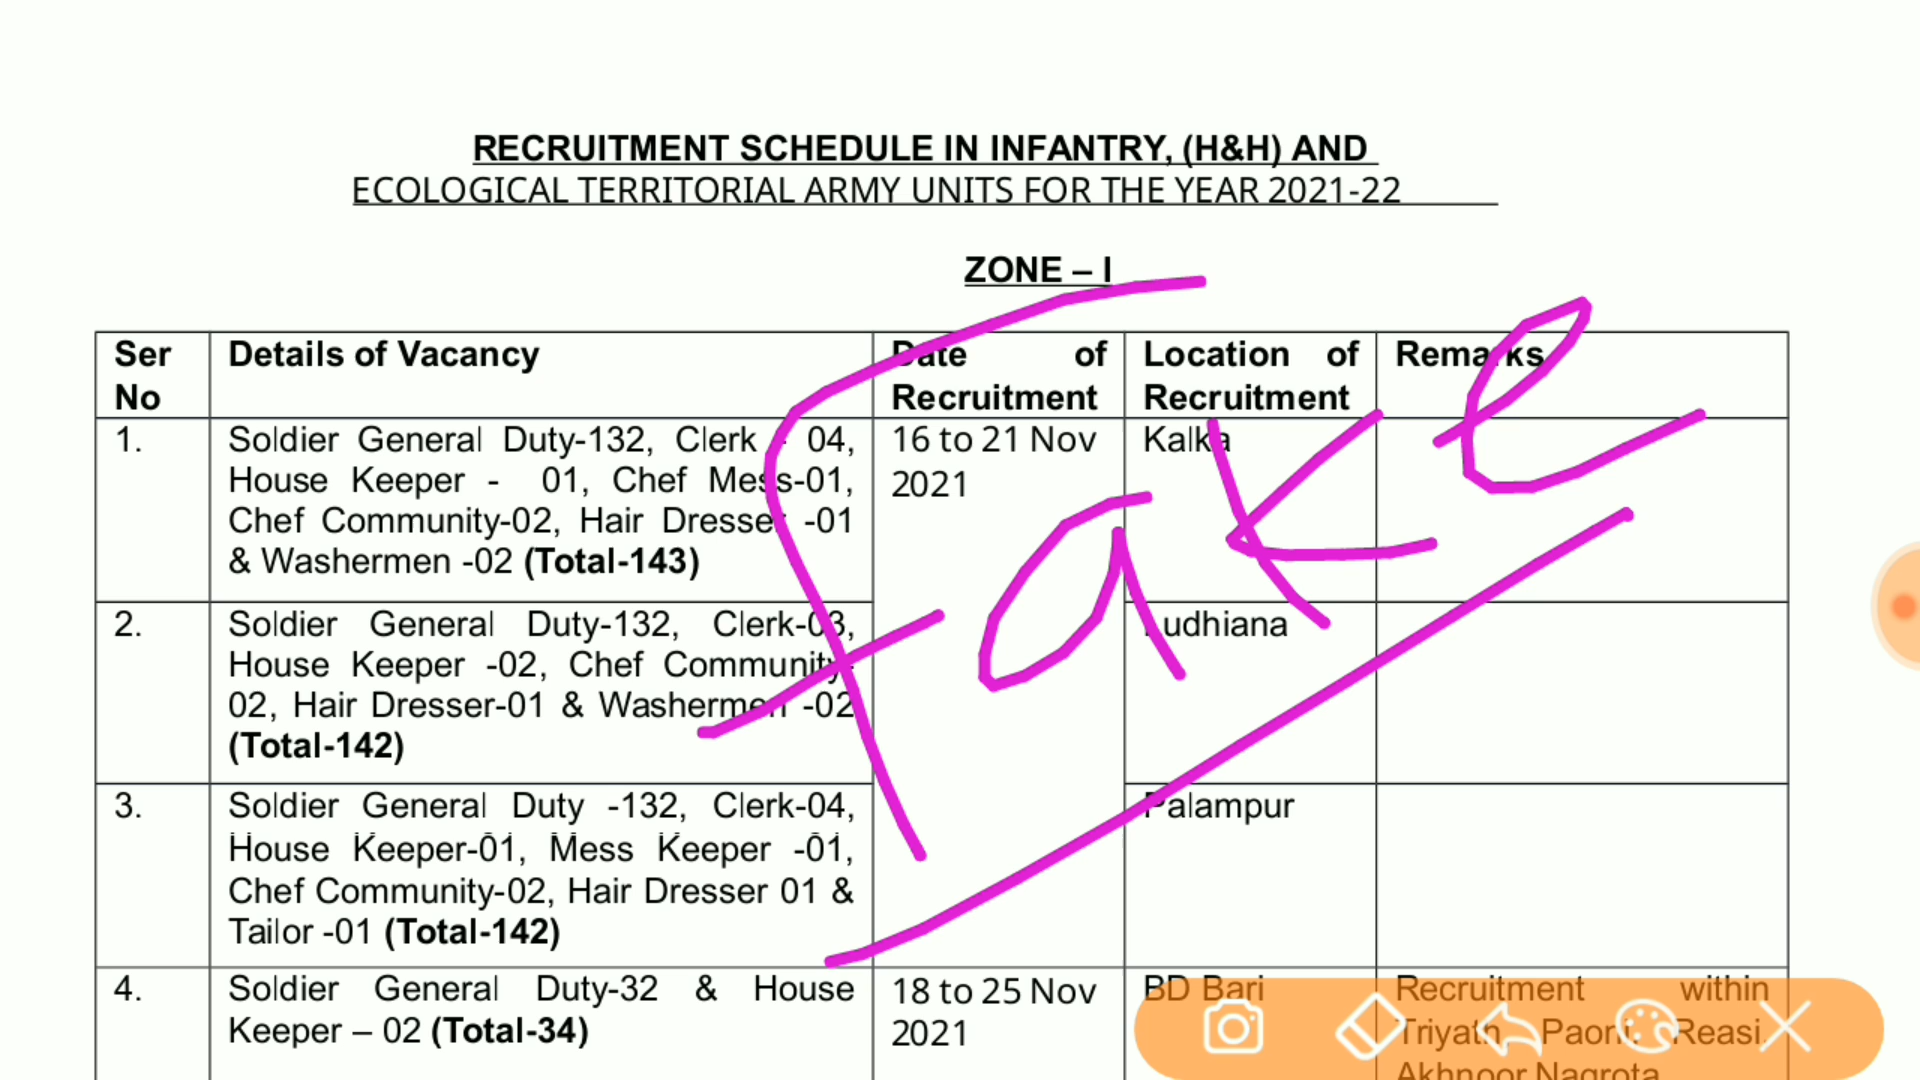 RECRUITMENT SCHEDULE IN INFANTRY, (H&H) AND
ECOLOGICAL TERRITORIAL ARMY UNITS FOR THE YEAR 2021-22
ZONE – I
Ser No
Details of Vacancy
Date of Recruitment
Location of Recruitment
Remarks
1.
Soldier General Duty-132, Clerk - 04,
House Keeper - 01, Chef Mess-01,
Chef Community-02, Hair Dresser -01
& Washermen -02 (Total-143)
16 to 21 Nov
2021
Kalka
2.
Soldier General Duty-132, Clerk-03,
House Keeper -02, Chef Community-
02, Hair Dresser-01 & Washermen -02
(Total-142)
Ludhiana
3.
Soldier General Duty -132, Clerk-04,
House Keeper-01, Mess Keeper -01,
Chef Community-02, Hair Dresser 01 &
Tailor -01 (Total-142)
Palampur
4.
Soldier General Duty-32 & House
Keeper – 02 (Total-34)
18 to 25 Nov
2021
BD Bari
Recruitment within
Triyath, Paoni, Reasi,
Akhnoor Nagrota
fake